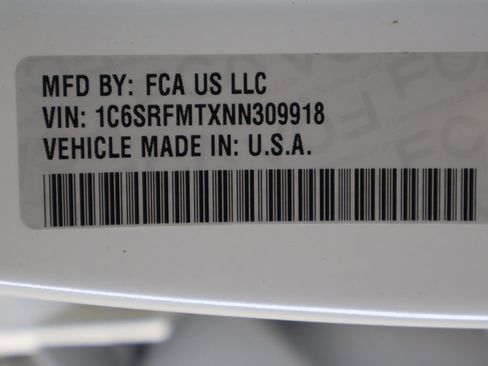 MFD BY: FCA US LLC
VIN: 1C6SRFMTXNN309918
VEHICLE MADE IN: U.S.A.